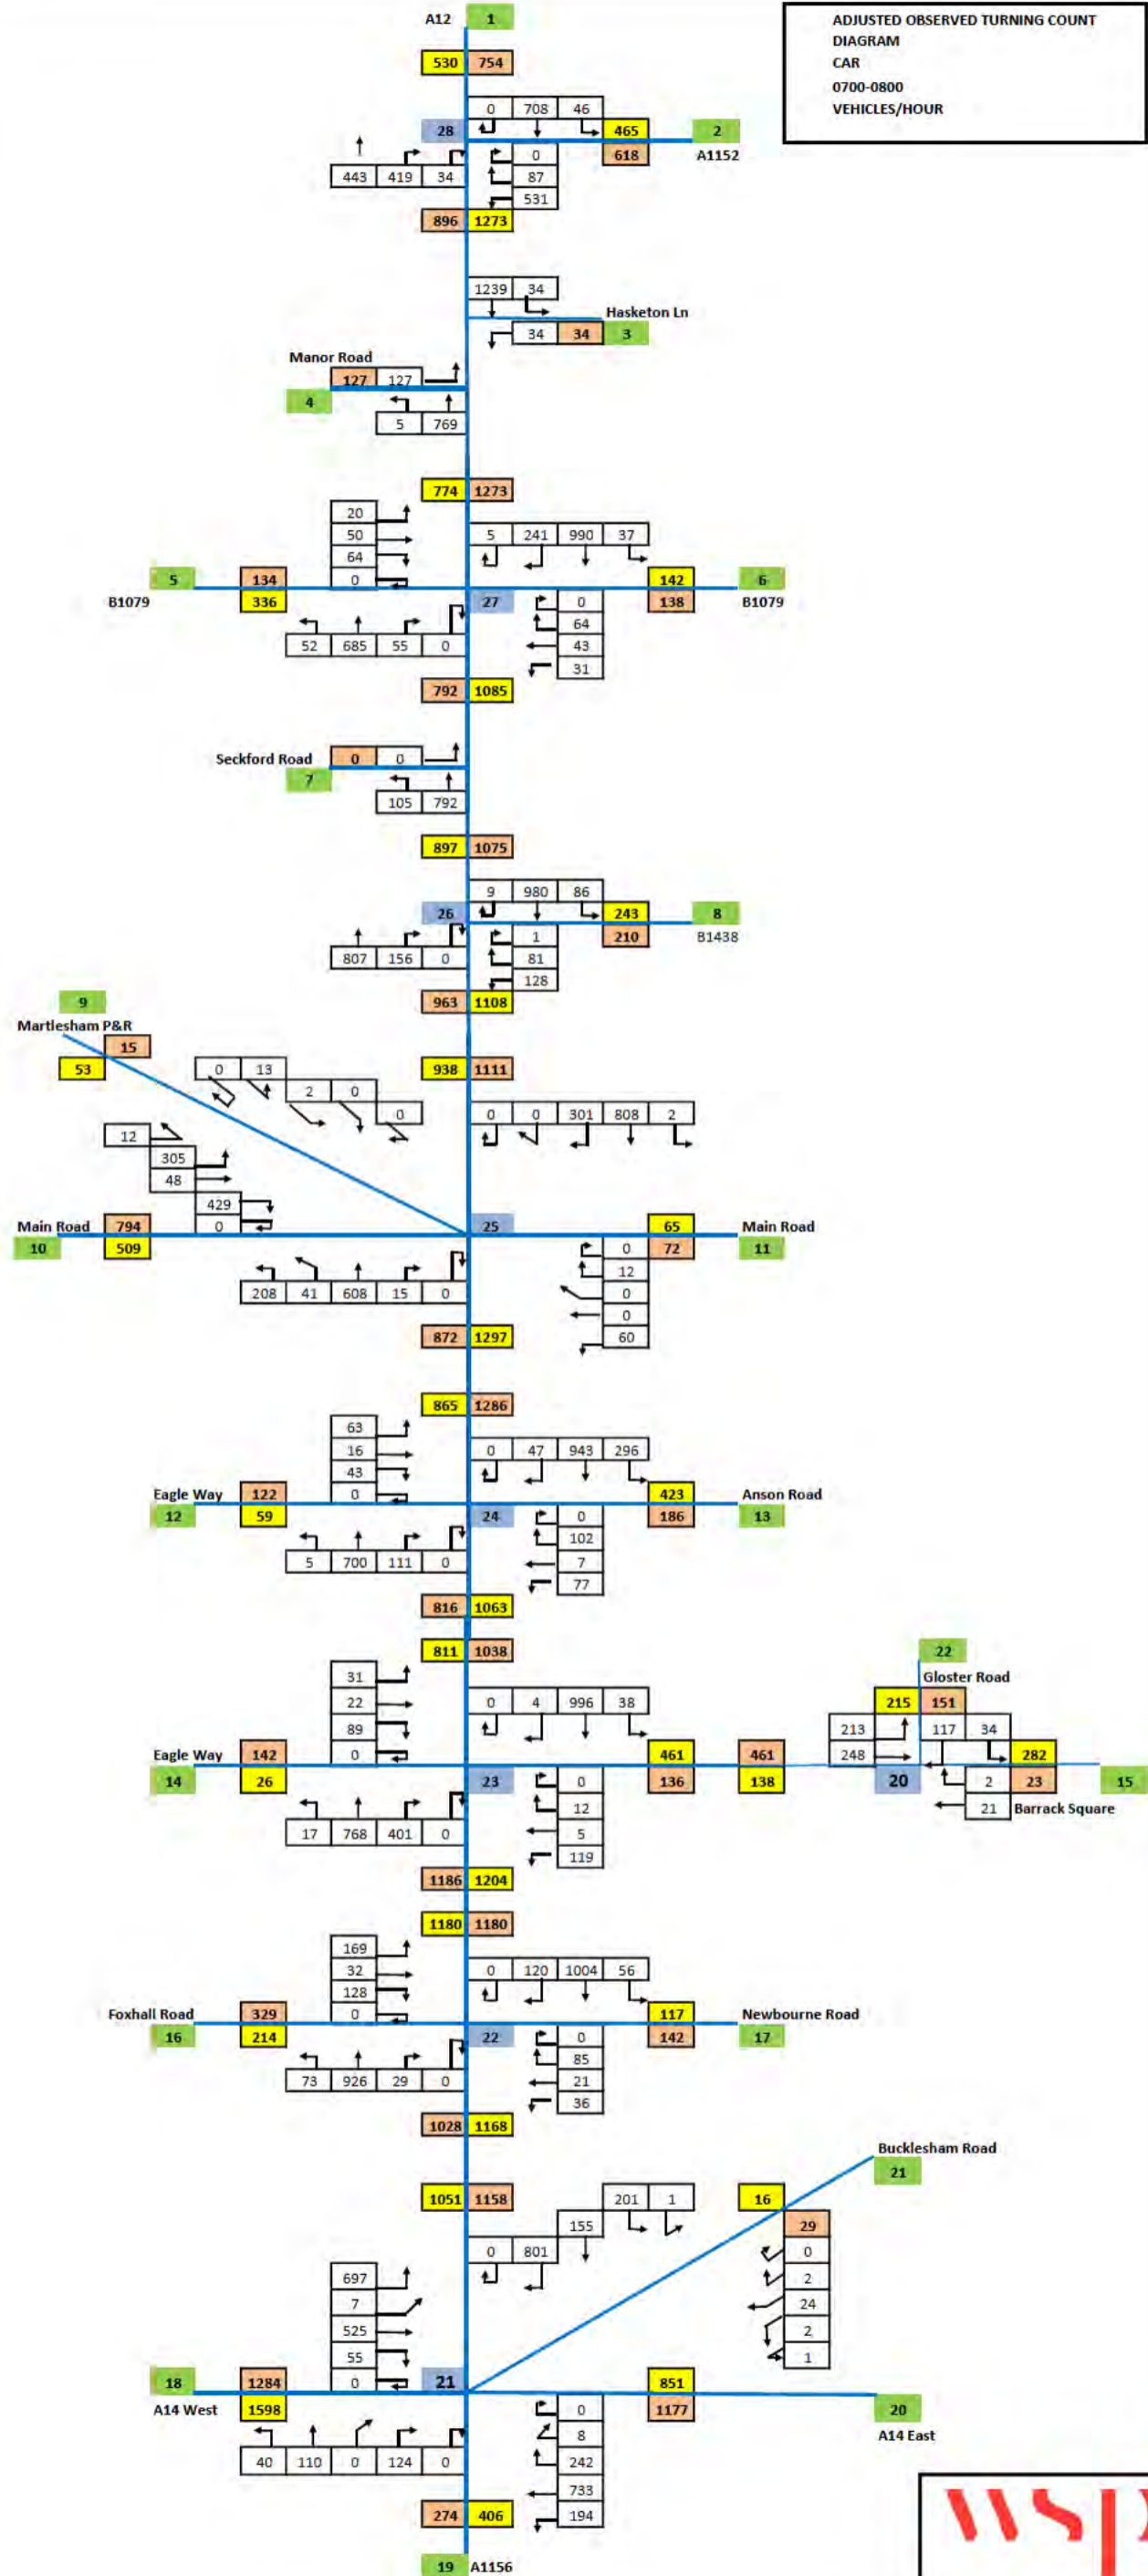 A12 1
ADJUSTED OBSERVED TURNING COUNT
DIAGRAM
CAR
0700-0800
VEHICLES/HOUR
530 754
0 708 46
28 465 2
618 A1152
443 419 34
0
87
531
896 1273
1239 34
Hasketon Ln
34 34 3
Manor Road
127 127
4
5 769
774 1273
20
50
64
0
5 241 990 37
5 134 142 6
B1079 336 27 138 B1079
52 685 55 0
0
64
43
31
792 1085
Seckford Road 0 0
7
105 792
897 1075
9 980 86
26 243 8
210 B1438
807 156 0
1
81
128
963 1108
9
Martlesham P&R
15
53
0 13
2 0
0
938 1111
0 0 301 808 2
12
305
48
429
0
Main Road 794 25 65 Main Road
10 509 72 11
208 41 608 15 0
0
12
0
0
60
872 1297
865 1286
63
16
43
0
0 47 943 296
Eagle Way 122 423 Anson Road
12 59 24 186 13
5 700 111 0
0
102
7
77
816 1063
811 1038
31
22
89
0
0 4 996 38
22
Gloster Road
215 151
213 117 34
248 282
Eagle Way 142 461 461
14 26 23 136 138 20 15
2 23
21 Barrack Square
17 768 401 0
0
12
5
119
1186 1204
1180 1180
169
32
128
0
0 120 1004 56
Foxhall Road 329 117 Newbourne Road
16 214 22 142 17
73 926 29 0
0
85
21
36
1028 1168
Bucklesham Road
21
1051 1158
201 1
155
0 801
16
29
0
2
24
2
1
697
7
525
55
0
18 1284 21 851
A14 West 1598 1177 20
A14 East
40 110 0 124 0
0
8
242
733
194
274 406
19 A1156
wsp